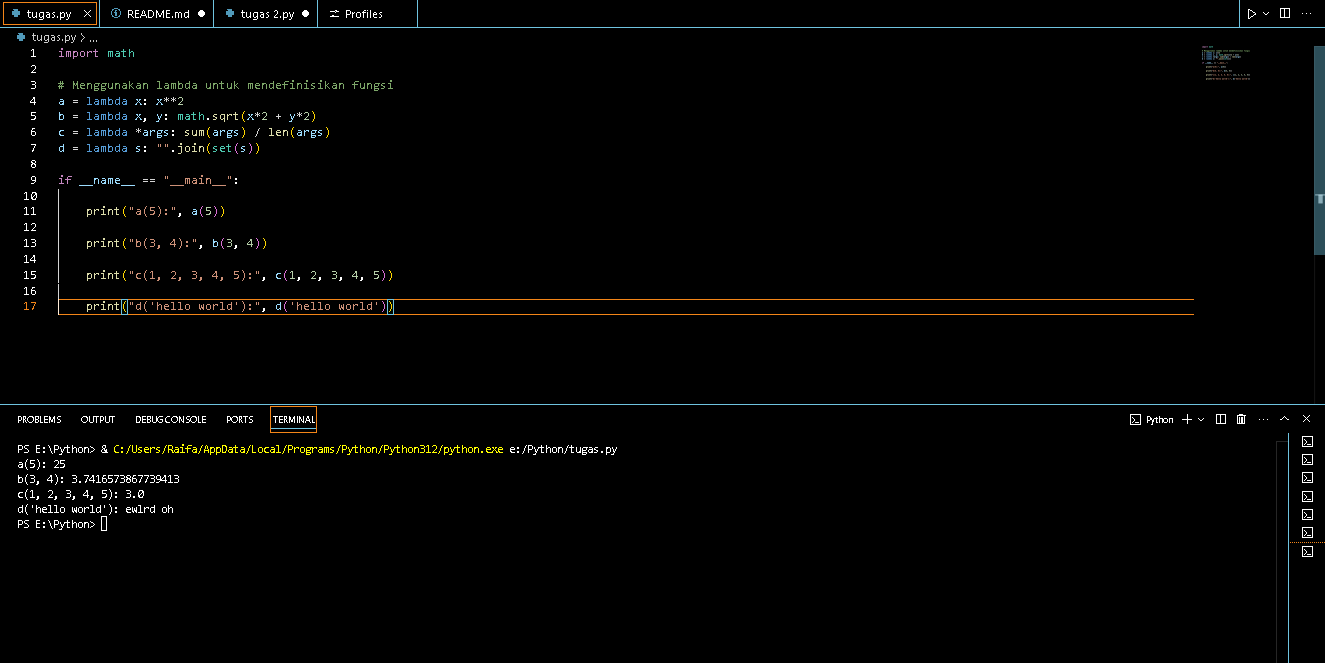 tugas.py
README.md
tugas 2.py
Profiles
tugas.py > ...
1 import math
2
3 # Menggunakan lambda untuk mendefinisikan fungsi
4 a = lambda x: x**2
5 b = lambda x, y: math.sqrt(x*2 + y*2)
6 c = lambda *args: sum(args) / len(args)
7 d = lambda s: "".join(set(s))
8
9 if __name__ == "__main__":
10
11 print("a(5):", a(5))
12
13 print("b(3, 4):", b(3, 4))
14
15 print("c(1, 2, 3, 4, 5):", c(1, 2, 3, 4, 5))
16
17 print("d('hello world'):", d('hello world'))
PROBLEMS OUTPUT DEBUG CONSOLE PORTS TERMINAL
Python
PS E:\Python> & C:/Users/Raifa/AppData/Local/Programs/Python/Python312/python.exe e:/Python/tugas.py
a(5): 25
b(3, 4): 3.7416573867739413
c(1, 2, 3, 4, 5): 3.0
d('hello world'): ewlrd oh
PS E:\Python>